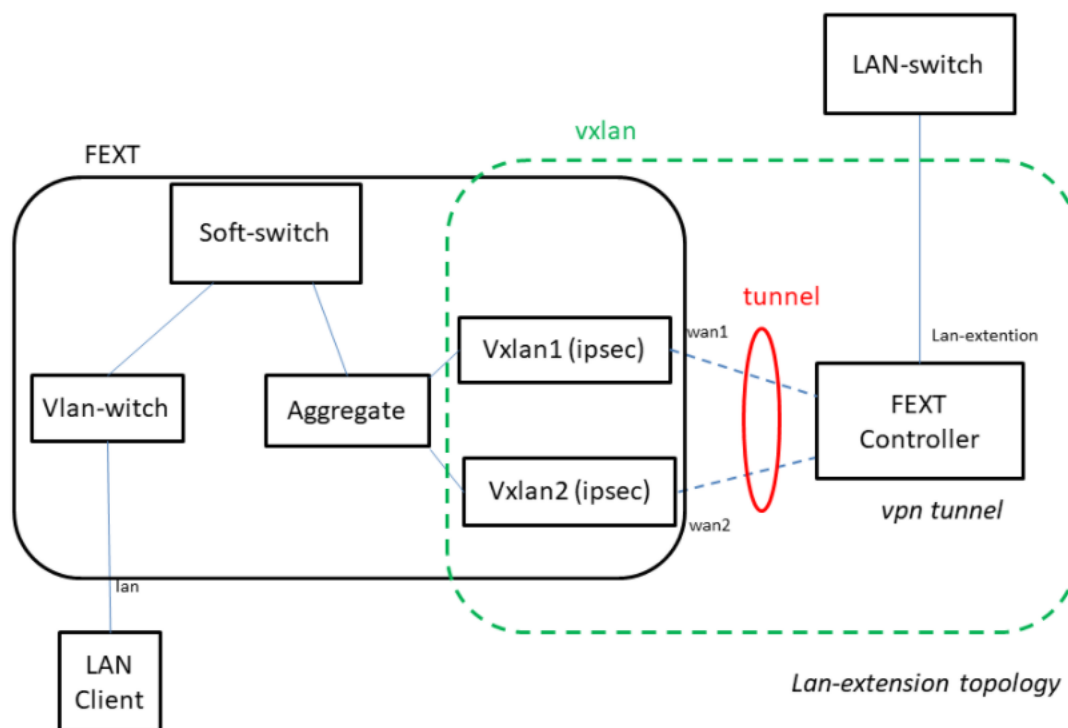 LAN-switch
vxlan
FEXT
Soft-switch
tunnel
Vxlan1 (ipsec)
wan1
Lan-extention
Vlan-witch
Aggregate
FEXT
Controller
Vxlan2 (ipsec)
vpn tunnel
wan2
lan
LAN
Client
Lan-extension topology